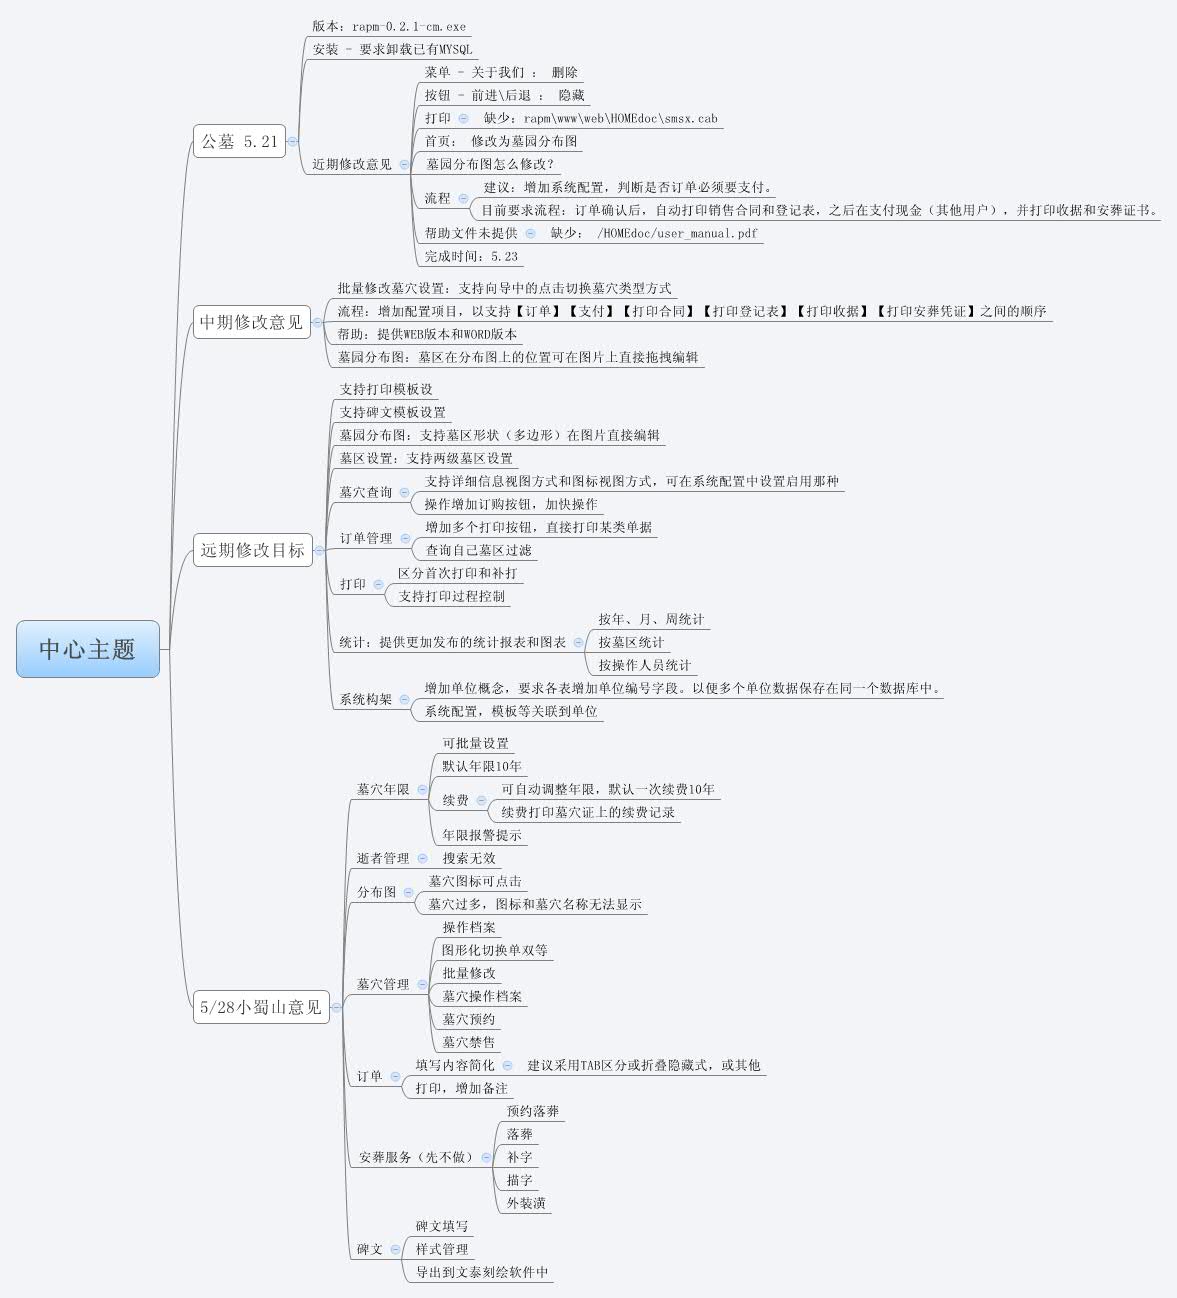 中心主题
公墓 5.21
版本：rapm-0.2.1-cm.exe
安装 - 要求卸载已有MYSQL
近期修改意见
菜单 - 关于我们 ： 删除
按钮 - 前进\后退 ： 隐藏
打印
缺少：rapm\www\web\HOMEdoc\smsx.cab
首页： 修改为墓园分布图
墓园分布图怎么修改？
流程
建议：增加系统配置，判断是否订单必须要支付。
目前要求流程：订单确认后，自动打印销售合同和登记表，之后在支付现金（其他用户），并打印收据和安葬证书。
帮助文件未提供
缺少： /HOMEdoc/user_manual.pdf
完成时间：5.23
中期修改意见
批量修改墓穴设置：支持向导中的点击切换墓穴类型方式
流程：增加配置项目，以支持【订单】【支付】【打印合同】【打印登记表】【打印收据】【打印安葬凭证】之间的顺序
帮助：提供WEB版本和WORD版本
墓园分布图：墓区在分布图上的位置可在图片上直接拖拽编辑
远期修改目标
支持打印模板设
支持碑文模板设置
墓园分布图：支持墓区形状（多边形）在图片直接编辑
墓区设置：支持两级墓区设置
墓穴查询
支持详细信息视图方式和图标视图方式，可在系统配置中设置启用那种
操作增加订购按钮，加快操作
订单管理
增加多个打印按钮，直接打印某类单据
查询自己墓区过滤
打印
区分首次打印和补打
支持打印过程控制
统计：提供更加发布的统计报表和图表
按年、月、周统计
按墓区统计
按操作人员统计
系统构架
增加单位概念，要求各表增加单位编号字段。以便多个单位数据保存在同一个数据库中。
系统配置，模板等关联到单位
5/28小蜀山意见
墓穴年限
可批量设置
默认年限10年
续费
可自动调整年限，默认一次续费10年
续费打印墓穴证上的续费记录
年限报警提示
逝者管理
搜索无效
分布图
墓穴图标可点击
墓穴过多，图标和墓穴名称无法显示
墓穴管理
操作档案
图形化切换单双等
批量修改
墓穴操作档案
墓穴预约
墓穴禁售
订单
填写内容简化
建议采用TAB区分或折叠隐藏式，或其他
打印，增加备注
安葬服务（先不做）
预约落葬
落葬
补字
描字
外装潢
碑文
碑文填写
样式管理
导出到文泰刻绘软件中